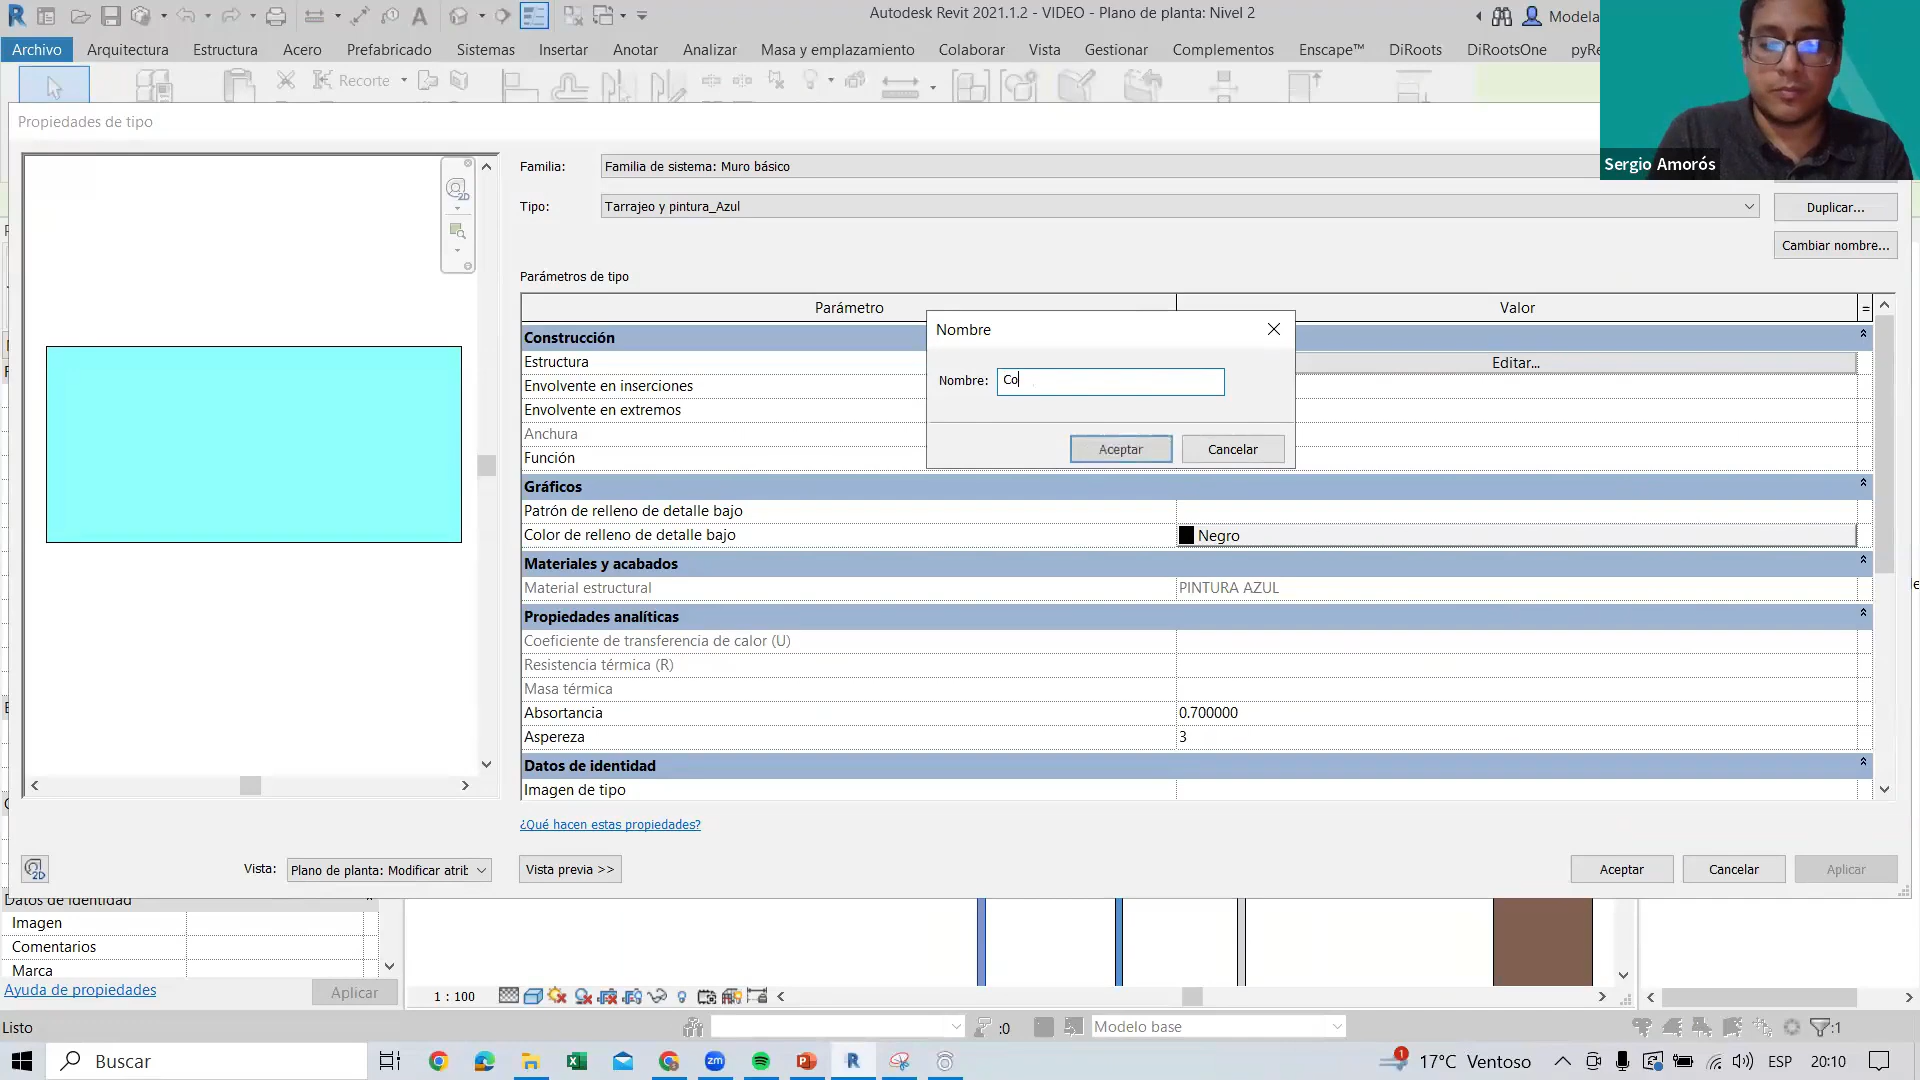 Autodesk Revit 2021.1.2 - VIDEO - Plano de planta: Nivel 2
Modela
Archivo Arquitectura Estructura Acero Prefabricado Sistemas Insertar Anotar Analizar Masa y emplazamiento Colaborar Vista Gestionar Complementos Enscape™ DiRoots DiRootsOne pyRe
Recorte
Sergio Amorós
Propiedades de tipo
Familia: Familia de sistema: Muro básico
Tipo: Tarrajeo y pintura_Azul
Duplicar...
Cambiar nombre...
Parámetros de tipo
Parámetro Valor =
Construcción
Estructura Editar...
Envolvente en inserciones
Envolvente en extremos
Anchura
Función
Nombre
Nombre: Co
Aceptar Cancelar
Gráficos
Patrón de relleno de detalle bajo
Color de relleno de detalle bajo Negro
Materiales y acabados
Material estructural PINTURA AZUL
Propiedades analíticas
Coeficiente de transferencia de calor (U)
Resistencia térmica (R)
Masa térmica
Absortancia 0.700000
Aspereza 3
Datos de identidad
Imagen de tipo
¿Qué hacen estas propiedades?
Vista: Plano de planta: Modificar atrib
Vista previa >>
Aceptar Cancelar Aplicar
Datos de identidad
Imagen
Comentarios
Marca
Ayuda de propiedades Aplicar
1 : 100
Listo
:0
Modelo base
:1
Buscar
17°C Ventoso
ESP 20:10